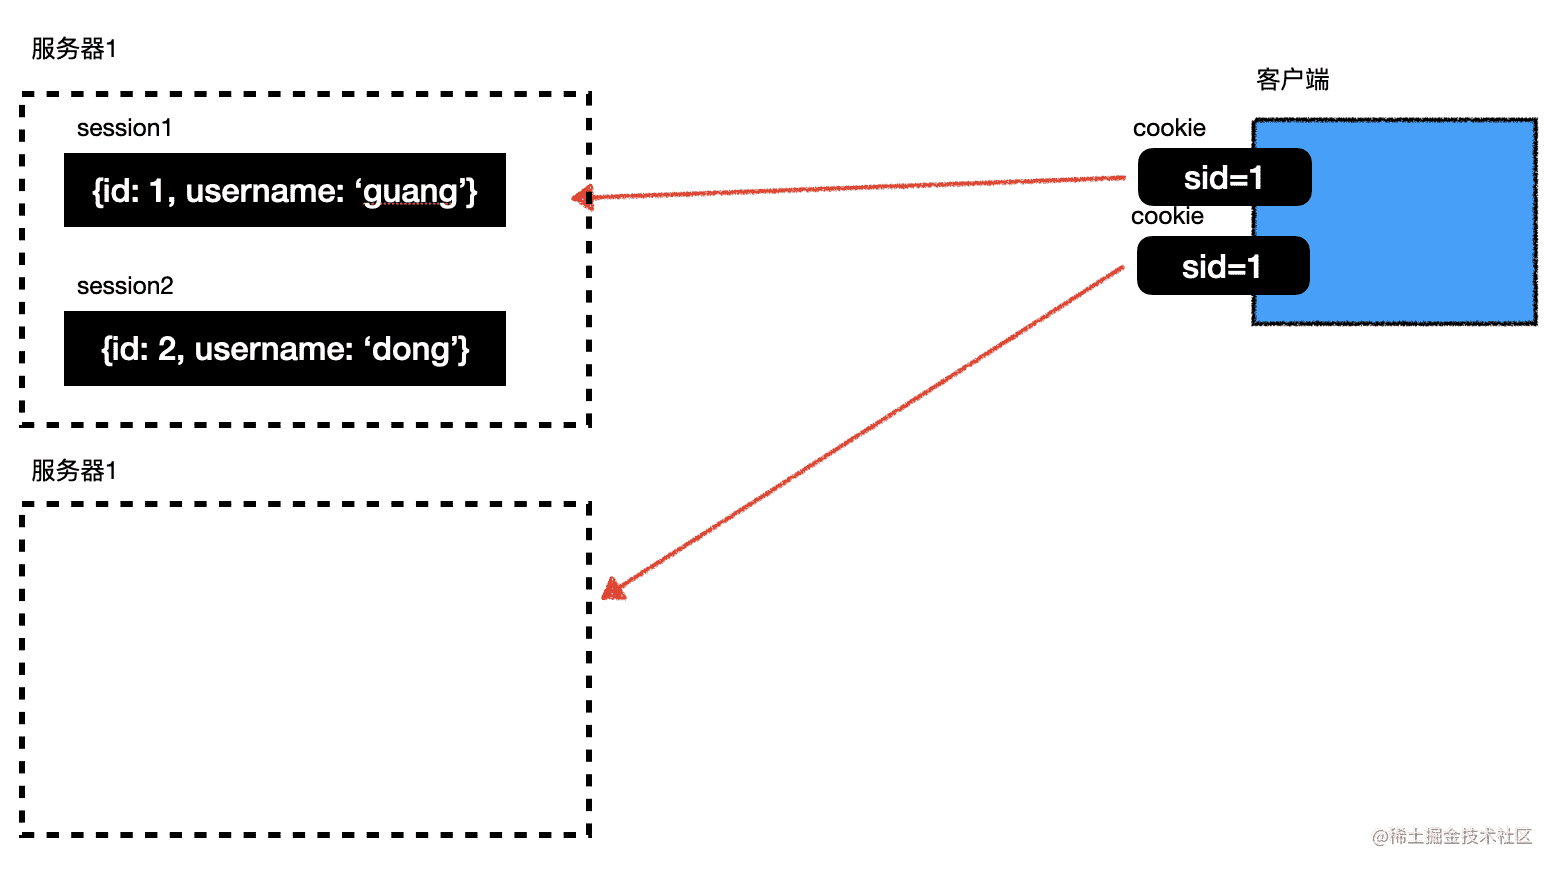 服务器1
session1
{id: 1, username: ‘guang’}
session2
{id: 2, username: ‘dong’}
服务器1
客户端
cookie
sid=1
cookie
sid=1
@稀土掘金技术社区